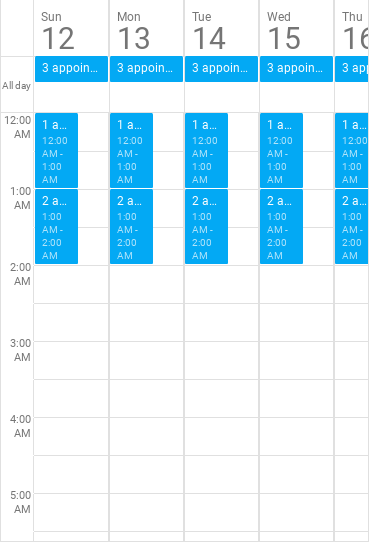 Sun Mon Tue Wed Thu
12 13 14 15 16
3 appoin... 3 appoin... 3 appoin... 3 appoin... 3 app
All day
12:00 AM
1 a... 1 a... 1 a... 1 a... 1 a...
12:00 12:00 12:00 12:00 12:00
AM - AM - AM - AM - AM -
1:00 1:00 1:00 1:00 1:00
AM AM AM AM AM
1:00 AM
2 a... 2 a... 2 a... 2 a... 2 a...
1:00 1:00 1:00 1:00 1:00
AM - AM - AM - AM - AM -
2:00 2:00 2:00 2:00 2:00
AM AM AM AM AM
2:00
AM
3:00
AM
4:00
AM
5:00
AM